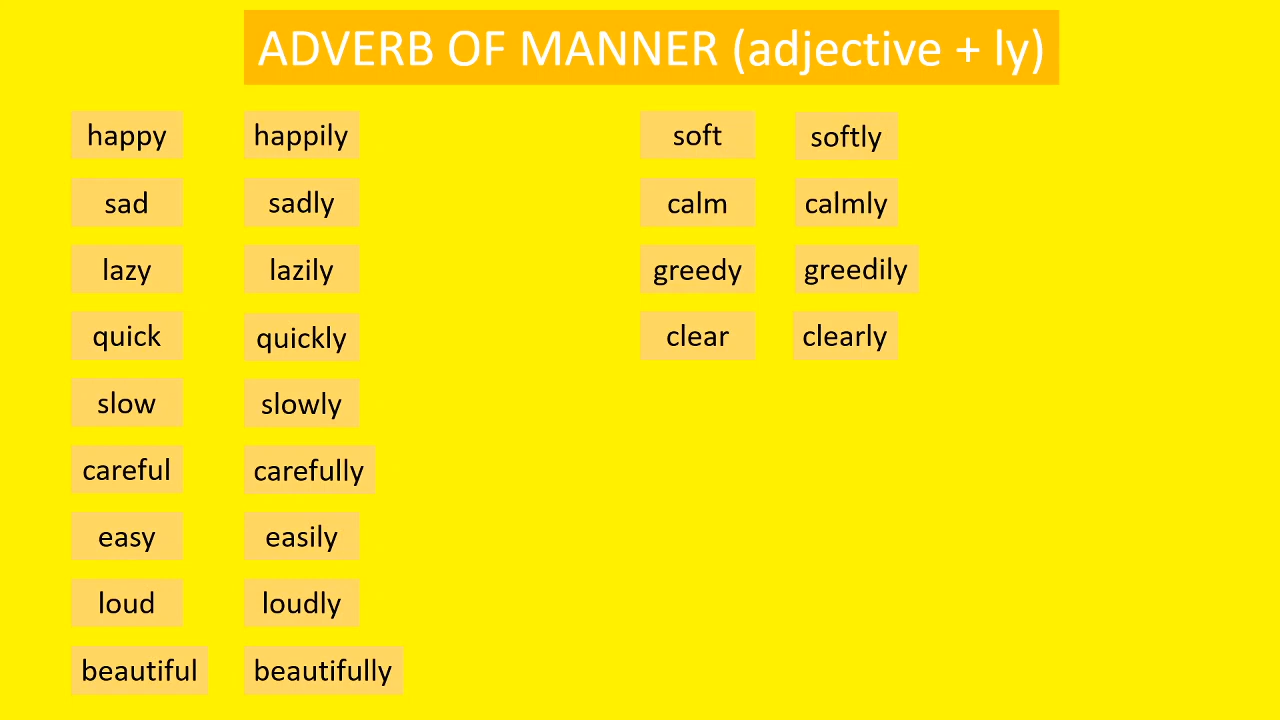 ADVERB OF MANNER (adjective + ly)
happy happily
sad sadly
lazy lazily
quick quickly
slow slowly
careful carefully
easy easily
loud loudly
beautiful beautifully
soft softly
calm calmly
greedy greedily
clear clearly